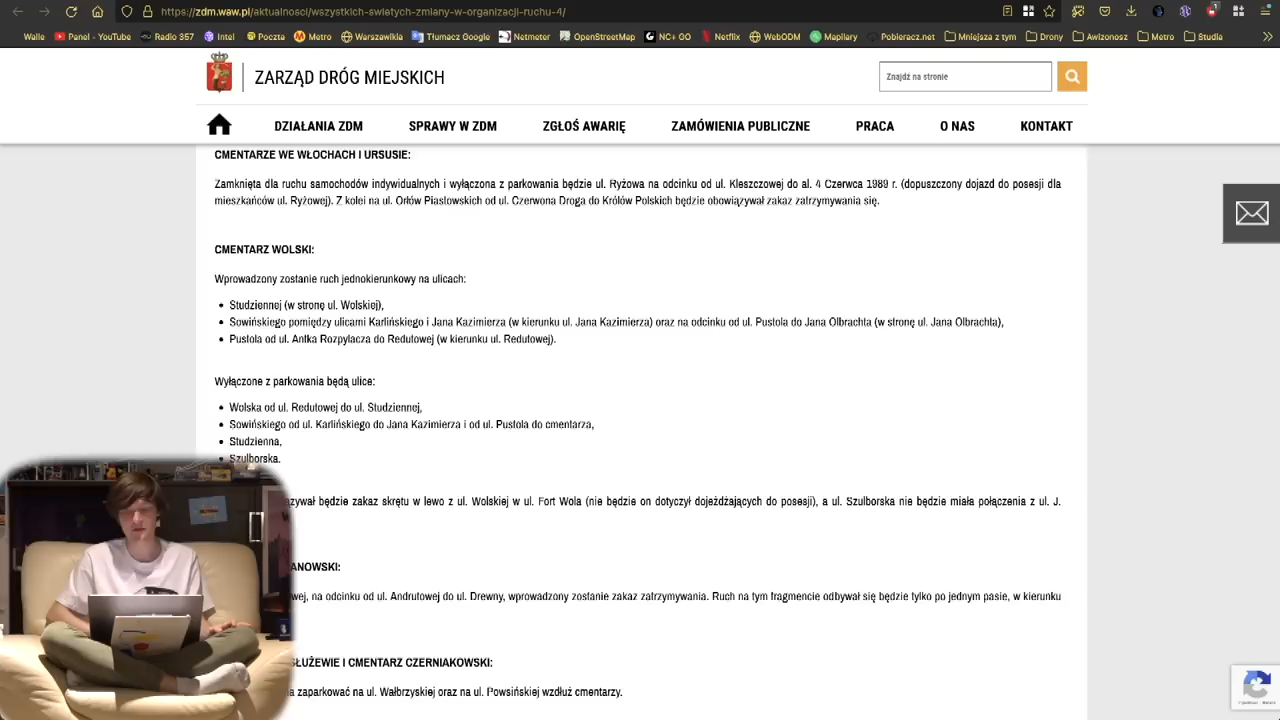 https://zdm.waw.pl/aktualnosci/zmiany-w-organizacji-ruchu-4/
Walle
Panel - YouTube
Poczta
Radio S87
Intel
Poczta
Metro
Warszawikia
Tłumacz Google
Netmoter
OpenStreetMap
NC+ GO
Netflix
WebOmsi
Mapillary
Maplerac.net
Fotopolska
Dworzec
Awizonosz
Metro
Studia
ZARZĄD DRÓG MIEJSKICH
Znajdź na stronie
DZIAŁANIA ZDM
SPRAWY W ZDM
ZGŁOŚ AWARIĘ
ZAMÓWIENIA PUBLICZNE
PRACA
O NAS
KONTAKT
CMENTARZE WE WŁOCHACH I URSUSIE:
Zamknięta dla ruchu samochodów indywidualnych i wyłączona z parkowania będzie ul. Ryżowa na odcinku od ul. Kleszczowej do al. 4 Czerwca 1989 r. (dopuszczony dojazd do posesji dla
mieszkańców ul. Ryżowej). Z kolei na ul. Orłów Piastowskich od ul. Czerwona Droga do Królów Polskich będzie obowiązywał zakaz zatrzymywania się.
CMENTARZ WOLSKI:
Wprowadzony zostanie ruch jednokierunkowy na ulicach:
Studziennej (w stronę ul. Wolskiej),
Sowińskiego pomiędzy ulicami Karlińskiego i Jana Kazimierza (w kierunku ul. Jana Kazimierza) oraz na odcinku od ul. Pustola do Jana Olbrachta (w stronę ul. Jana Olbrachta),
Pustola od ul. Antka Rozpylacza do Redutowej (w kierunku ul. Redutowej).
Wyłączone z parkowania będą ulice:
Wolska od ul. Redutowej do ul. Studziennej,
Sowińskiego od ul. Karlińskiego do Jana Kazimierza i od ul. Pustola do cmentarza,
Studzienna,
Szulborska.
zywał będzie zakaz skrętu w lewo z ul. Wolskiej w ul. Fort Wola (nie będzie on dotyczył dojeżdżających do posesji), a ul. Szulborska nie będzie miała połączenia z ul. J.
ANOWSKI:
wej, na odcinku od ul. Andrutowej do ul. Drewny, wprowadzony zostanie zakaz zatrzymywania. Ruch na tym fragmencie odbywał się będzie tylko po jednym pasie, w kierunku
SŁUŻEWIE I CMENTARZ CZERNIAKOWSKI:
zaparkować na ul. Wałbrzyskiej oraz na ul. Powsińskiej wzdłuż cmentarzy.